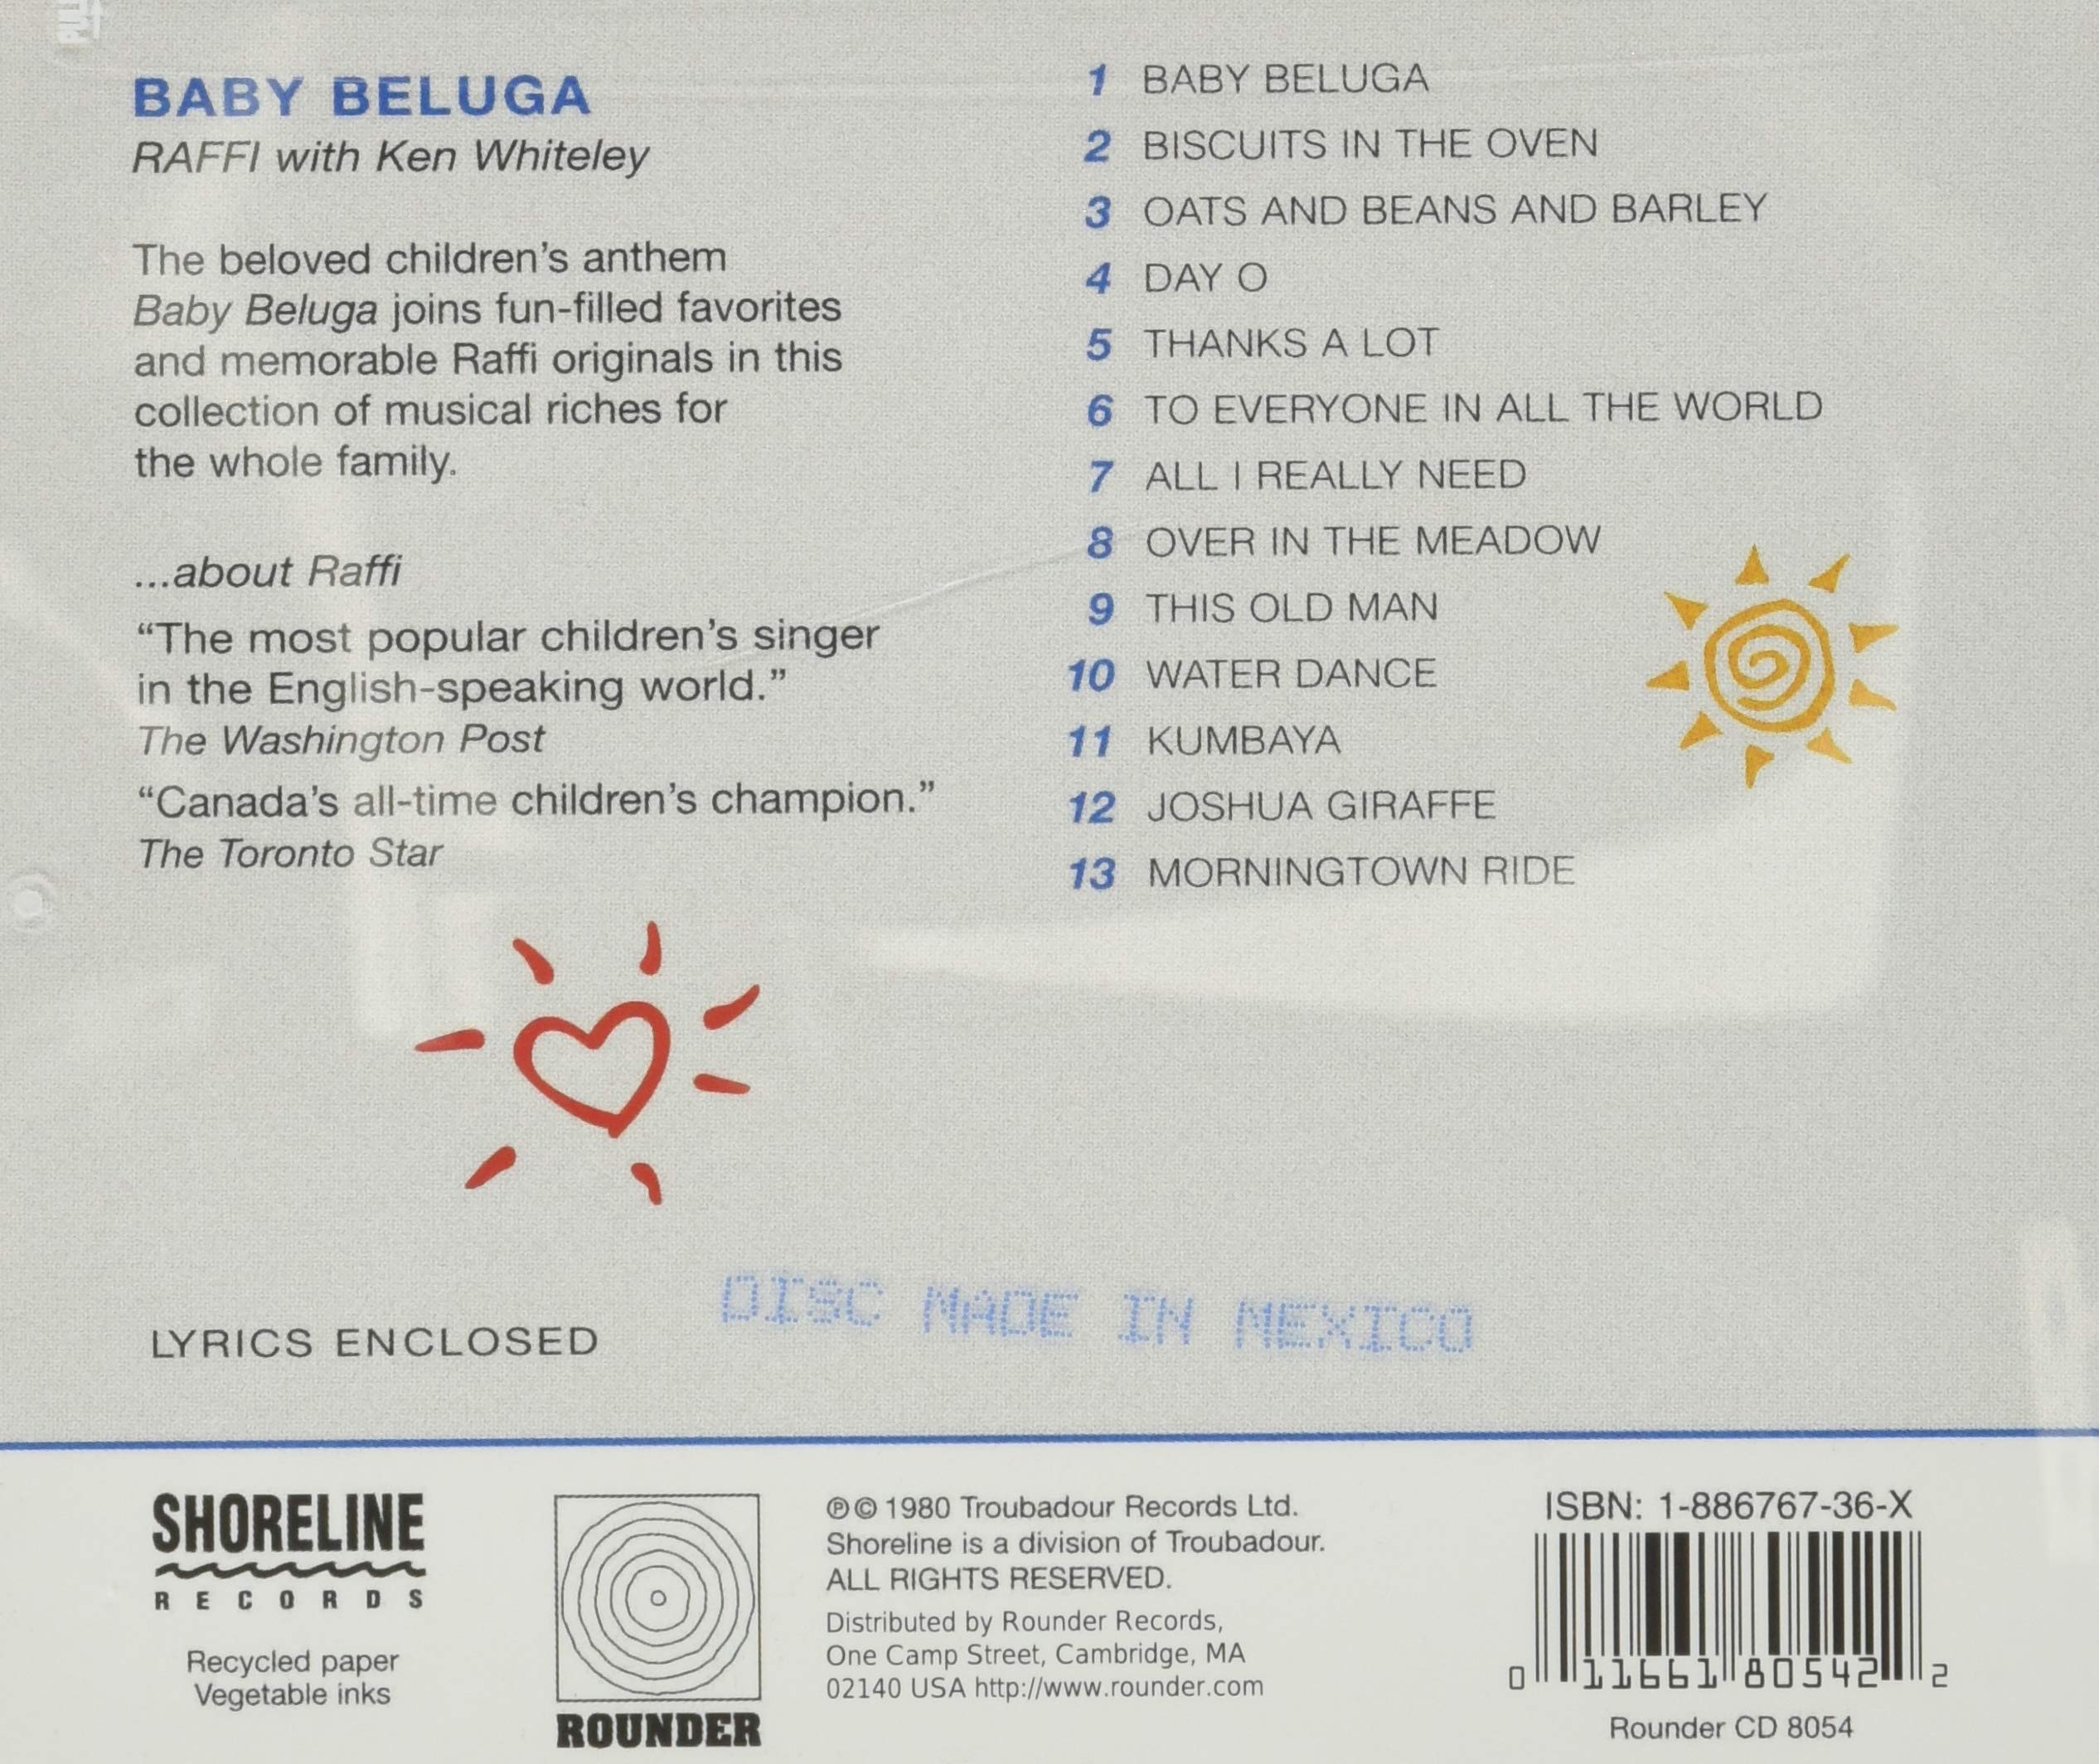 BABY BELUGA
RAFFI with Ken Whiteley
The beloved children's anthem
Baby Beluga joins fun-filled favorites
and memorable Raffi originals in this
collection of musical riches for
the whole family.
...about Raffi
“The most popular children's singer
in the English-speaking world.”
The Washington Post
“Canada's all-time children's champion.”
The Toronto Star
1 BABY BELUGA
2 BISCUITS IN THE OVEN
3 OATS AND BEANS AND BARLEY
4 DAY O
5 THANKS A LOT
6 TO EVERYONE IN ALL THE WORLD
7 ALL I REALLY NEED
8 OVER IN THE MEADOW
9 THIS OLD MAN
10 WATER DANCE
11 KUMBAYA
12 JOSHUA GIRAFFE
13 MORNINGTOWN RIDE
LYRICS ENCLOSED
DISC MADE IN MEXICO
SHORELINE
RECORDS
Recycled paper
Vegetable inks
ROUNDER
℗© 1980 Troubadour Records Ltd.
Shoreline is a division of Troubadour.
ALL RIGHTS RESERVED.
Distributed by Rounder Records,
One Camp Street, Cambridge, MA
02140 USA http://www.rounder.com
ISBN: 1-886767-36-X
0 11661 80542 2
Rounder CD 8054